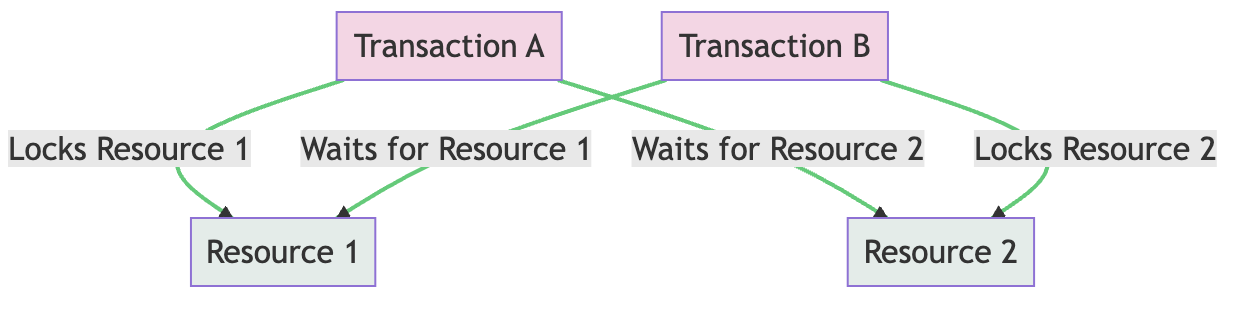 Transaction A
Transaction B
Locks Resource 1
Waits for Resource 1
Waits for Resource 2
Locks Resource 2
Resource 1
Resource 2